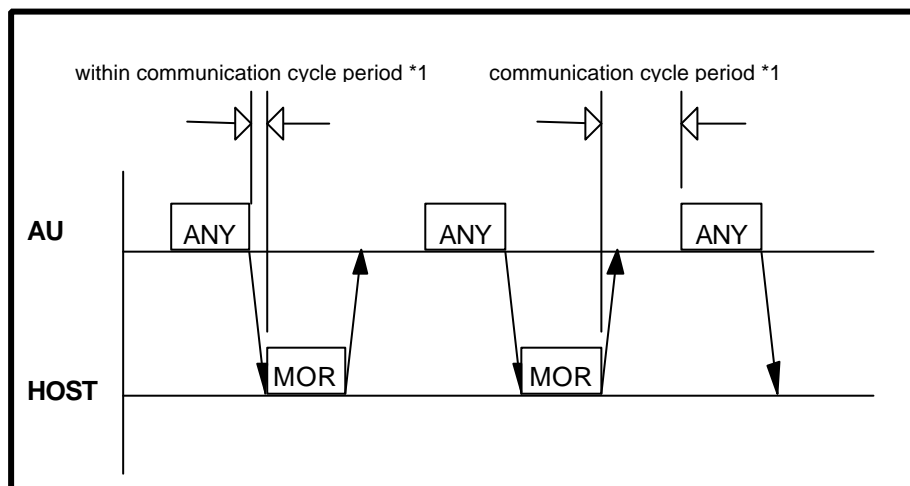 within communication cycle period *1 communication cycle period *1
AU ANY ANY ANY
HOST MOR MOR